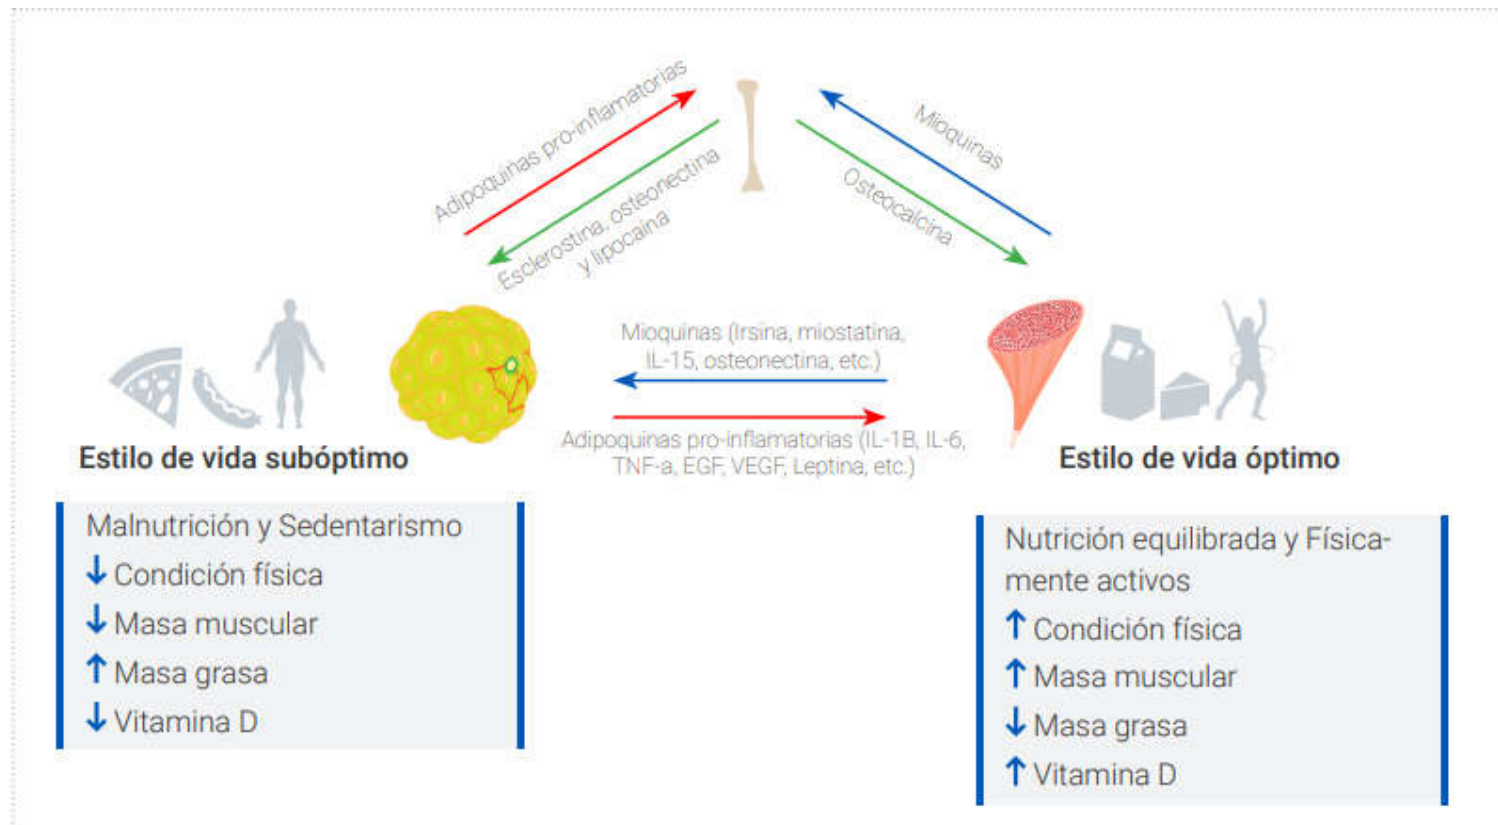 Adipoquinas pro-inflamatorias
Esclerostina, osteonectina
y lipocaina
Mioquinas
Osteocalcina
Mioquinas (Irsina, miostatina,
IL-15, osteonectina, etc.)
Adipoquinas pro-inflamatorias (IL-1B, IL-6,
TNF-a, EGF, VEGF, Leptina, etc.)
Estilo de vida subóptimo
Malnutrición y Sedentarismo
↓ Condición física
↓ Masa muscular
↑ Masa grasa
↓ Vitamina D
Estilo de vida óptimo
Nutrición equilibrada y Física-
mente activos
↑ Condición física
↑ Masa muscular
↓ Masa grasa
↑ Vitamina D